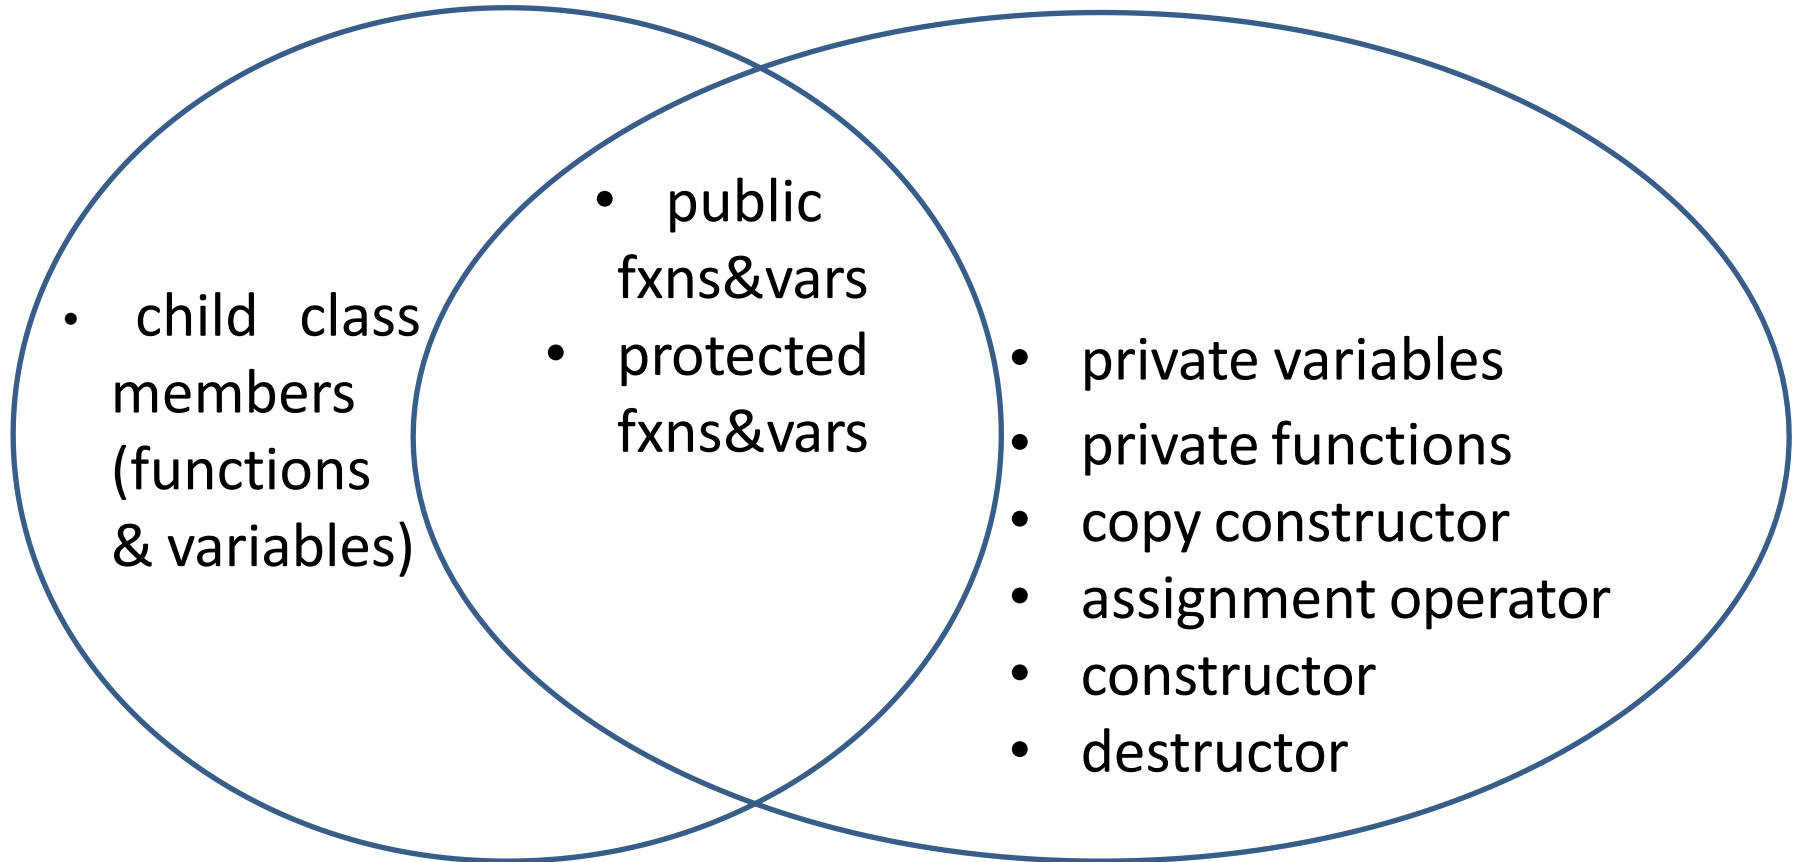 • child class
members
(functions
& variables)
• public
fxns&vars
• protected
fxns&vars
• private variables
• private functions
• copy constructor
• assignment operator
• constructor
• destructor